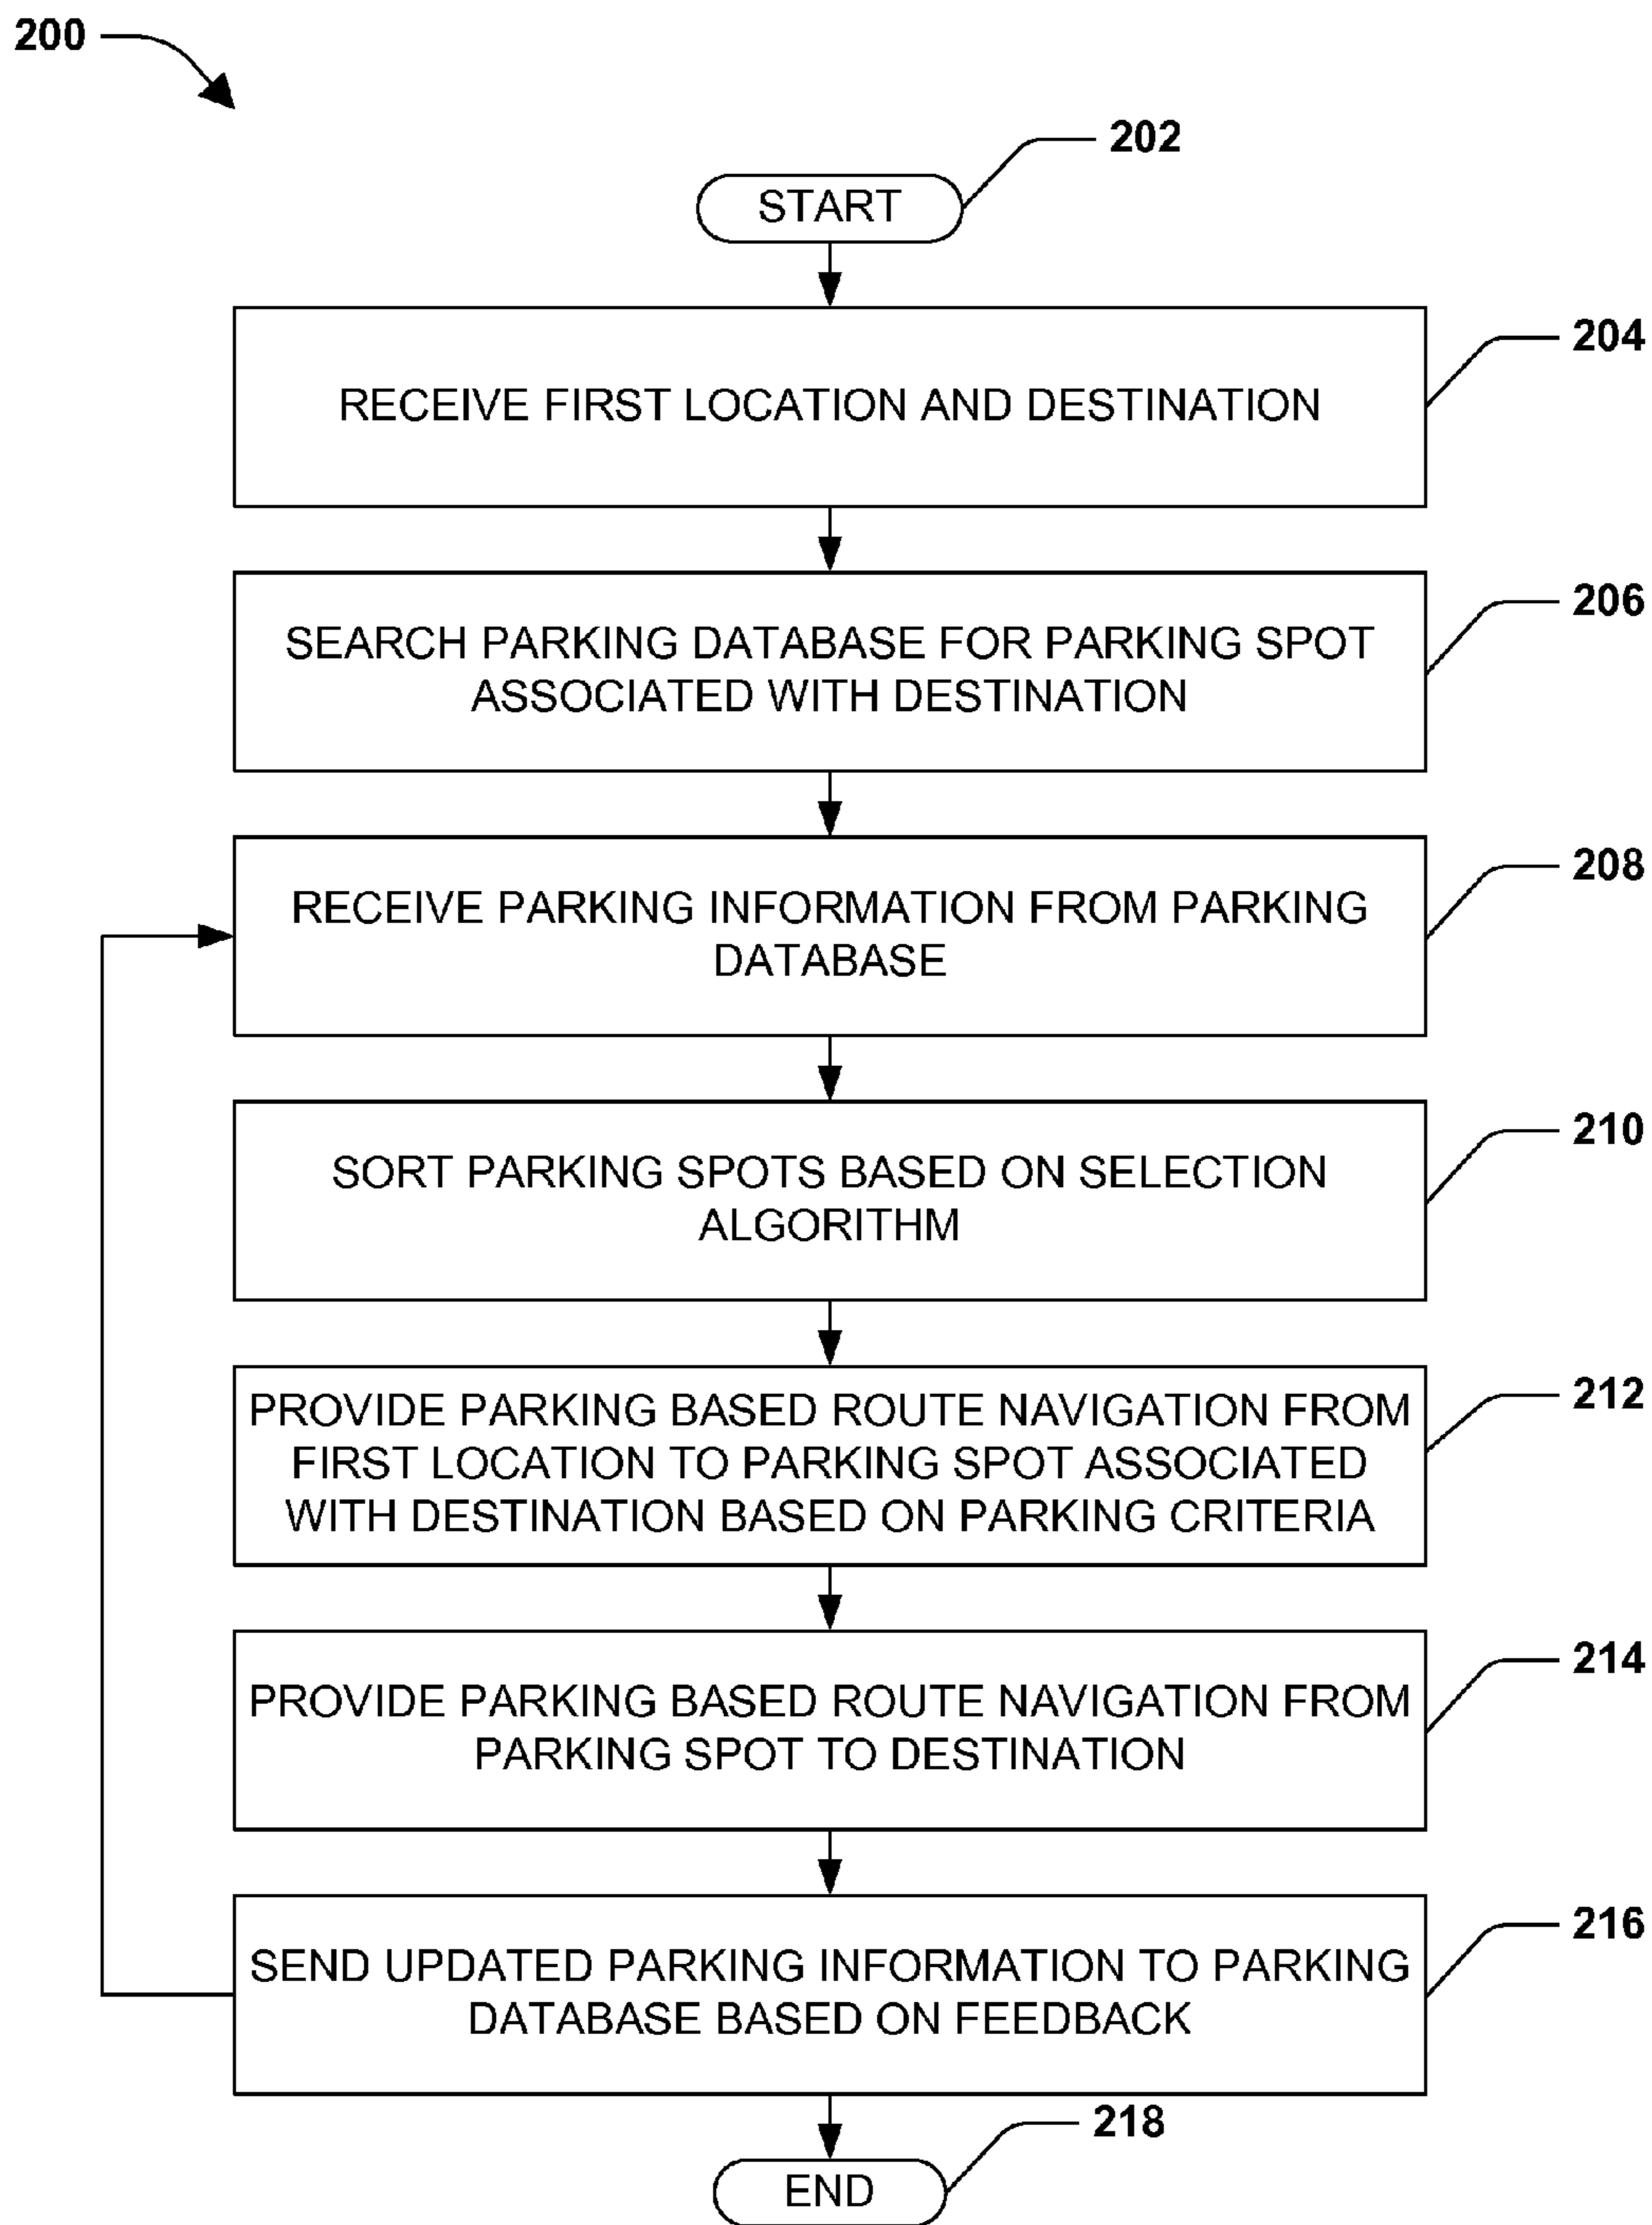 200
202
START
204
RECEIVE FIRST LOCATION AND DESTINATION
206
SEARCH PARKING DATABASE FOR PARKING SPOT
ASSOCIATED WITH DESTINATION
208
RECEIVE PARKING INFORMATION FROM PARKING
DATABASE
210
SORT PARKING SPOTS BASED ON SELECTION
ALGORITHM
212
PROVIDE PARKING BASED ROUTE NAVIGATION FROM
FIRST LOCATION TO PARKING SPOT ASSOCIATED
WITH DESTINATION BASED ON PARKING CRITERIA
214
PROVIDE PARKING BASED ROUTE NAVIGATION FROM
PARKING SPOT TO DESTINATION
216
SEND UPDATED PARKING INFORMATION TO PARKING
DATABASE BASED ON FEEDBACK
218
END